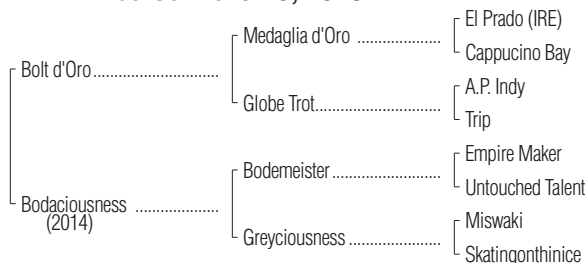 El Prado (IRE)
Medaglia d'Oro
Cappucino Bay
Bolt d'Oro
A.P. Indy
Globe Trot
Trip
Empire Maker
Bodemeister
Untouched Talent
Bodaciousness
(2014)
Miswaki
Greyciousness
Skatingonthinice